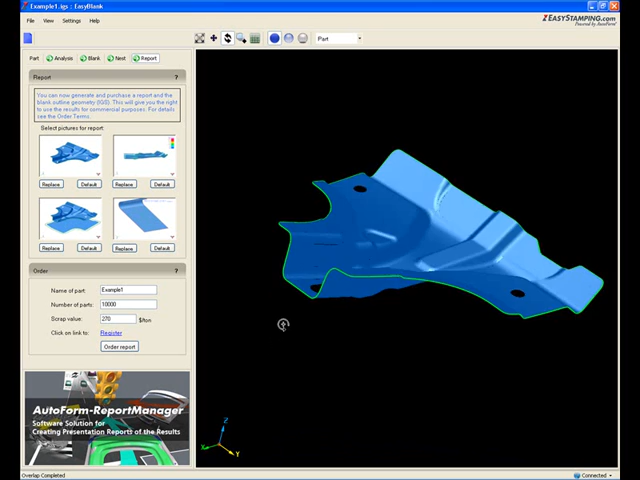 Example1.igs : EasyBlank
File View Settings Help
EASYSTAMPING.com
Powered by AutoForm
Part
Part Analysis Blank Nest Report
Report ?
You can now generate and purchase a report and the
blank outline geometry (IGS). This will give you the right
to use the results for commercial purposes. For details
see the Order Terms.
Select pictures for report:
Replace Default Replace Default
Replace Default Replace Default
Order ?
Name of part: Example1
Number of parts: 10000
Scrap value: 270 $/ton
Click on link to: Register
Order report
AutoForm-ReportManager
Software Solution for
Creating Presentation Reports of the Results
Z
X Y
Overlap Completed
Connected